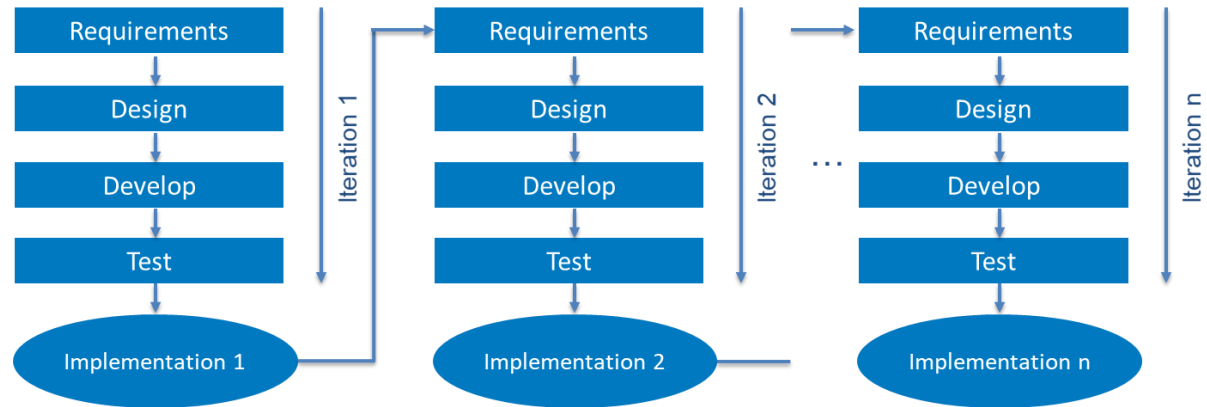 Requirements
Design
Develop
Test
Implementation 1
Iteration 1
Requirements
Design
Develop
Test
Implementation 2
Iteration 2
...
Requirements
Design
Develop
Test
Implementation n
Iteration n